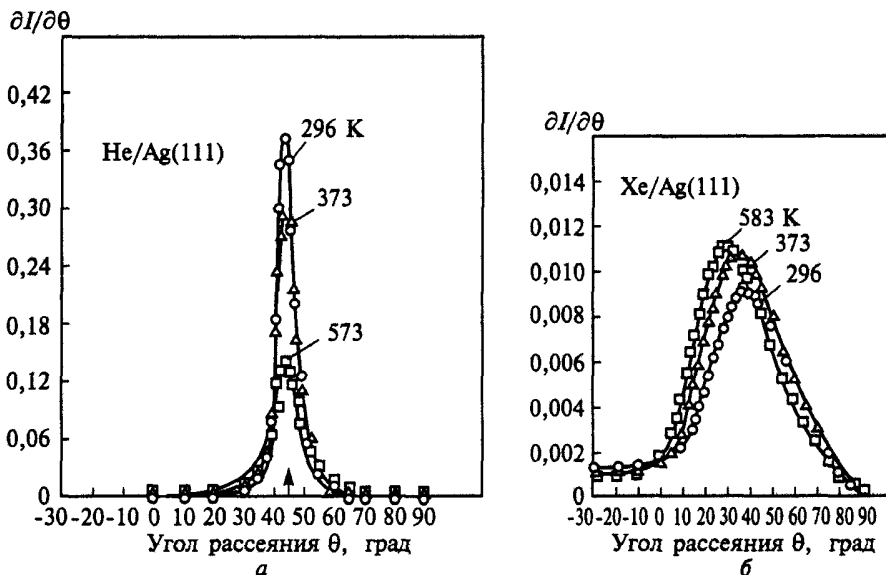 ∂I/∂θ
0,42
0,36
0,30
0,24
0,18
0,12
0,06
0
He/Ag(111)
296 K
373
573
-30 -20 -10 0 10 20 30 40 50 60 70 80 90
Угол рассеяния θ, град
а
∂I/∂θ
0,014
0,012
0,010
0,008
0,006
0,004
0,002
0
Xe/Ag(111)
583 K
373
296
-30 -20 -10 0 10 20 30 40 50 60 70 80 90
Угол рассеяния θ, град
б